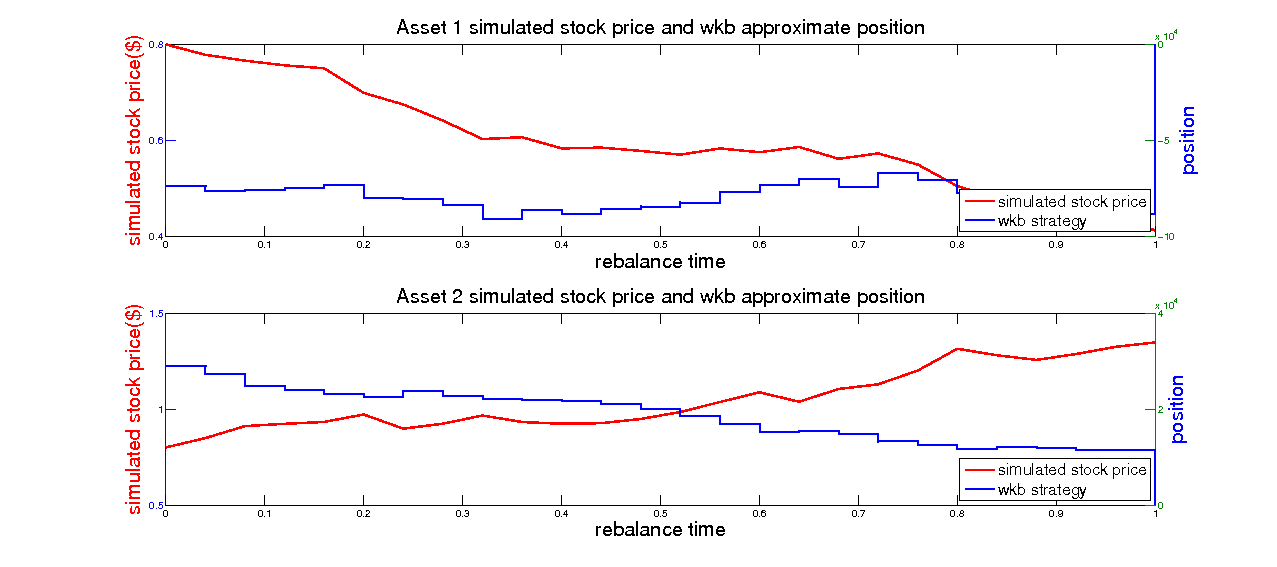 Asset 1 simulated stock price and wkb approximate position
x 10^4
0.8
0.6
0.4
simulated stock price($)
0
-5
-10
position
simulated stock price
wkb strategy
0 0.1 0.2 0.3 0.4 0.5 0.6 0.7 0.8 0.9 1
rebalance time
Asset 2 simulated stock price and wkb approximate position
x 10^4
1.5
1
0.5
simulated stock price($)
4
2
0
position
simulated stock price
wkb strategy
0 0.1 0.2 0.3 0.4 0.5 0.6 0.7 0.8 0.9 1
rebalance time